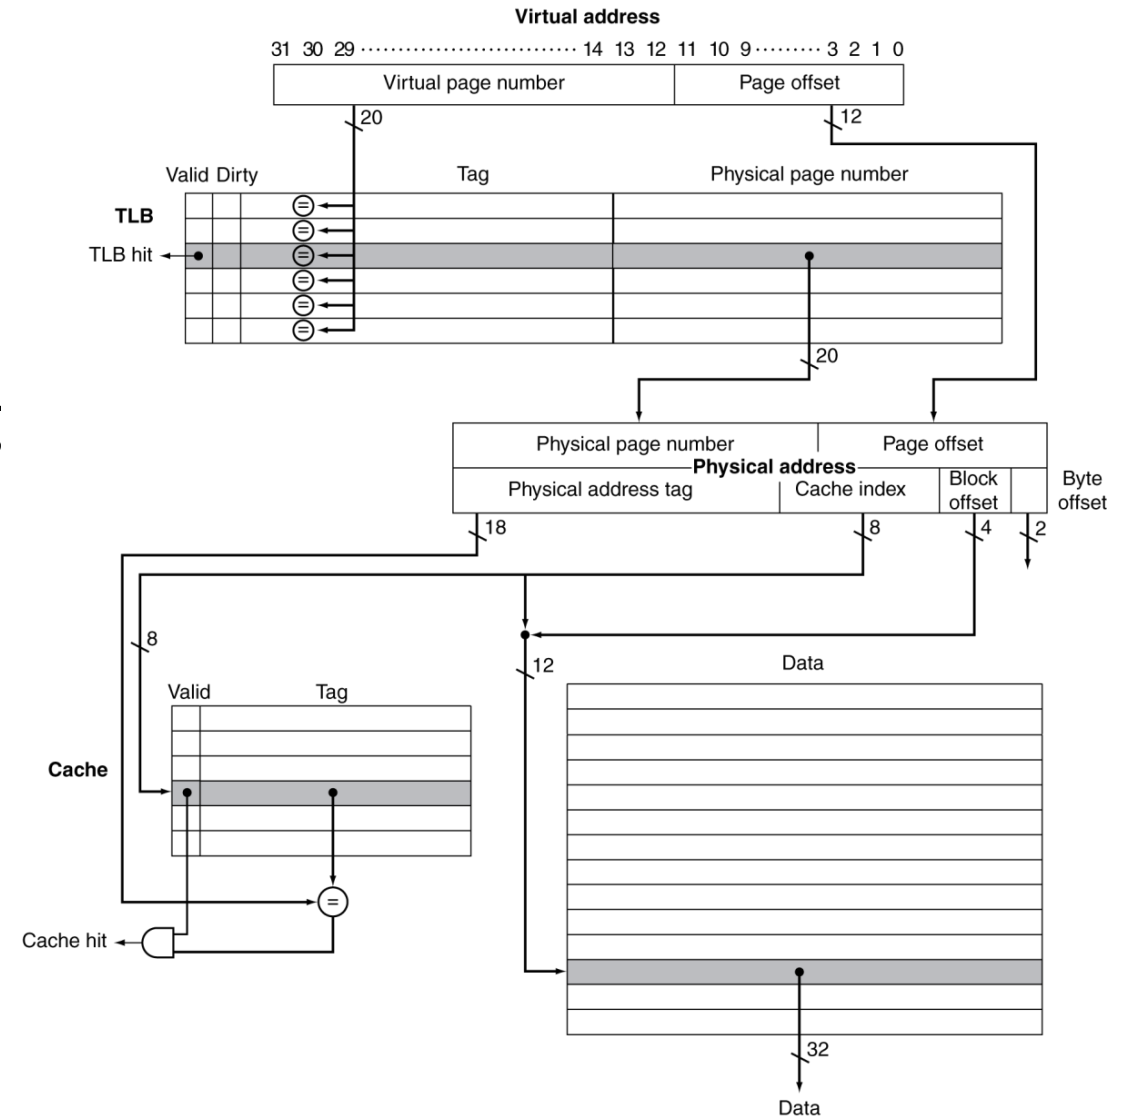 Virtual address
31 30 29 ··························· 14 13 12 11 10 9 ········· 3 2 1 0
Virtual page number Page offset
20 12
Valid Dirty Tag Physical page number
TLB
=
=
TLB hit =
=
=
=
20
Physical page number Page offset
Physical address
Physical address tag Cache index Block offset Byte offset
18 8 4 2
8
12
Data
Valid Tag
Cache
=
Cache hit
32
Data